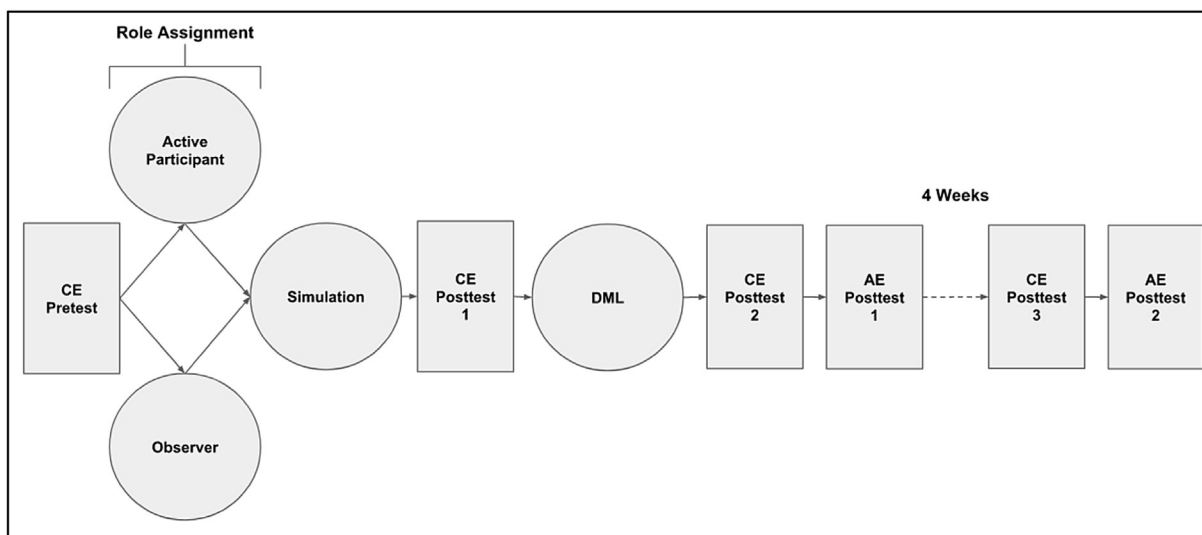 Role Assignment
Active
Participant
4 Weeks
CE
Pretest
Simulation
CE
Posttest
1
DML
CE
Posttest
2
AE
Posttest
1
CE
Posttest
3
AE
Posttest
2
Observer